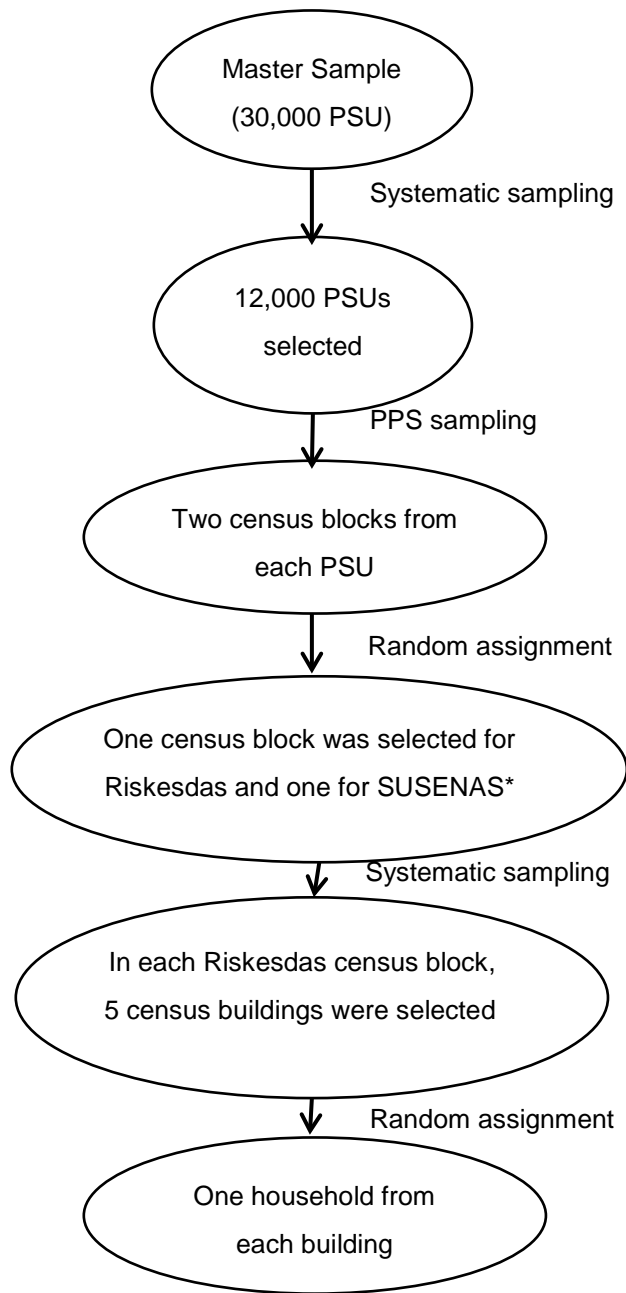 Master Sample
(30,000 PSU)
Systematic sampling
12,000 PSUs
selected
PPS sampling
Two census blocks from
each PSU
Random assignment
One census block was selected for
Riskesdas and one for SUSENAS*
Systematic sampling
In each Riskesdas census block,
5 census buildings were selected
Random assignment
One household from
each building